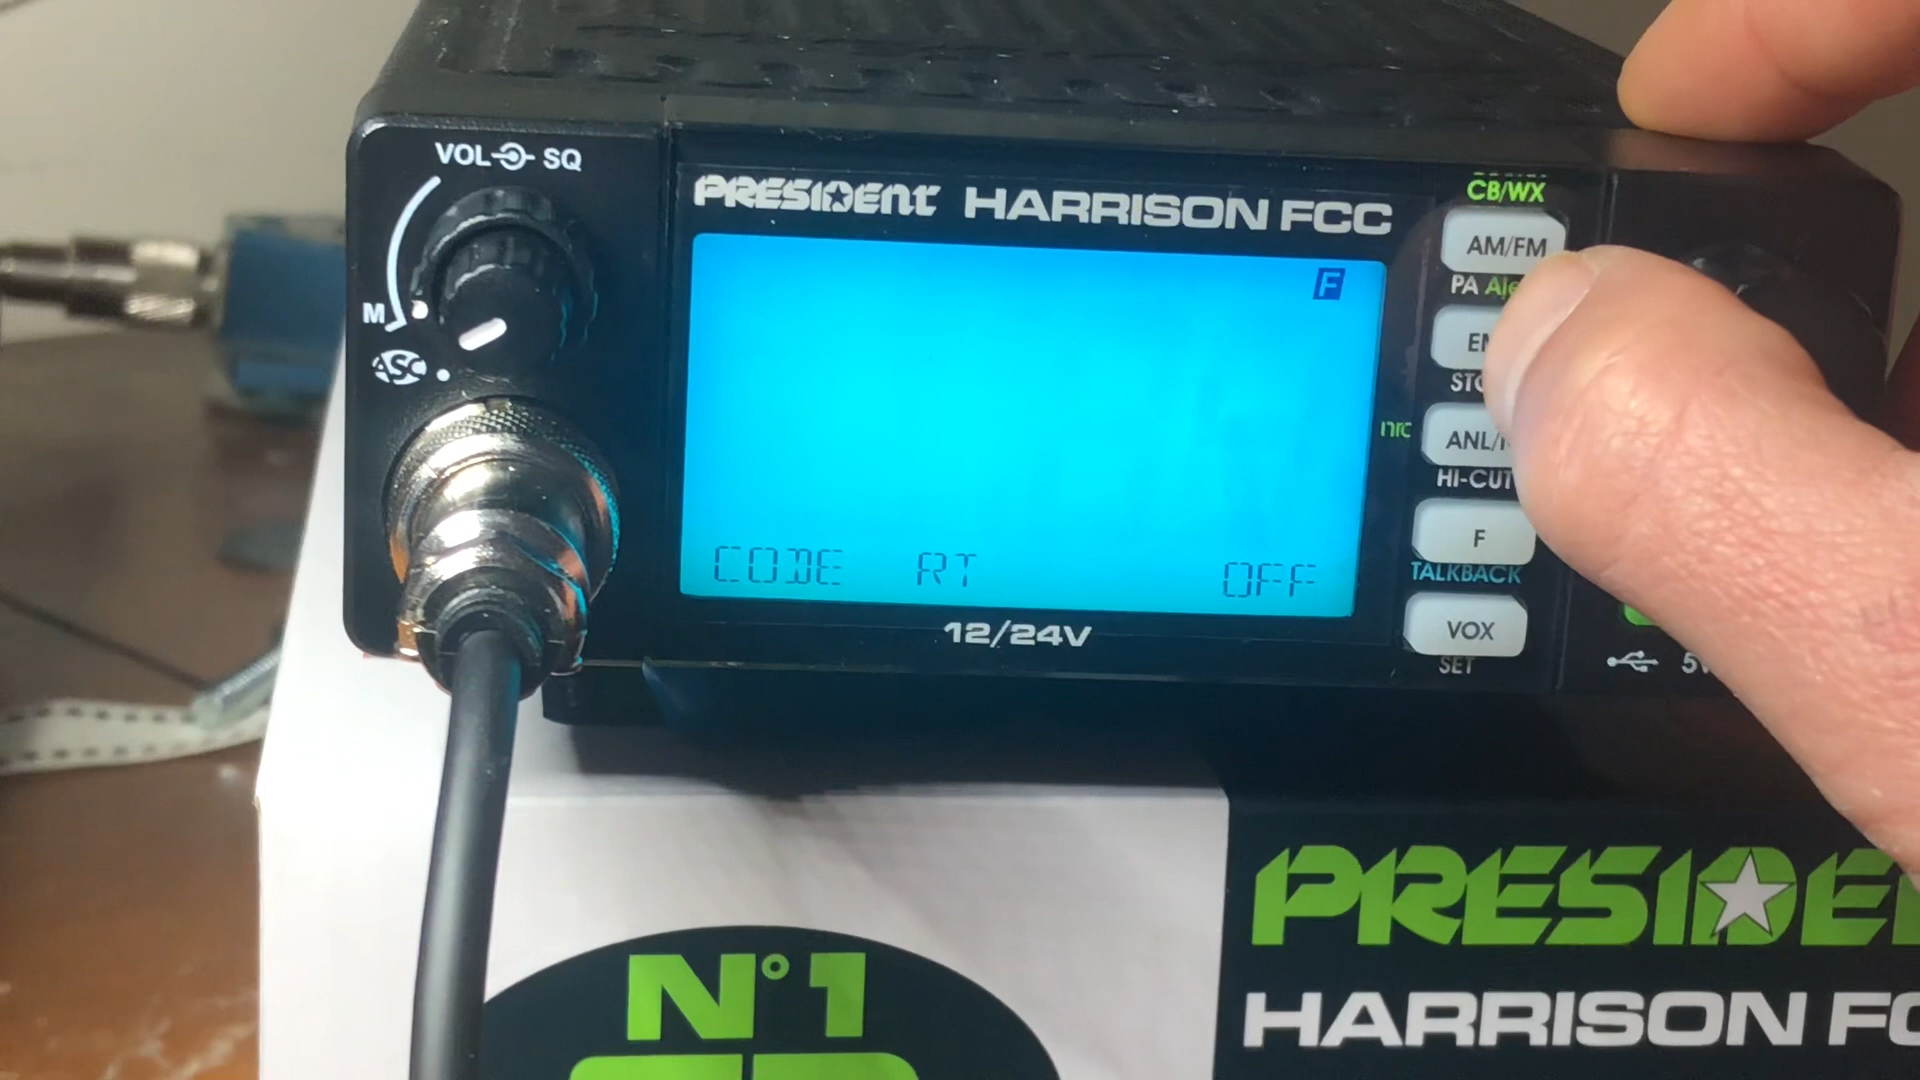 VOL SQ
M
ASC
PRESIDENT HARRISON FCC
F
CODE RT OFF
12/24V
CB/WX
AM/FM
PA
HI-CUT
F
TALKBACK
VOX
SET
N°1
HARRISON